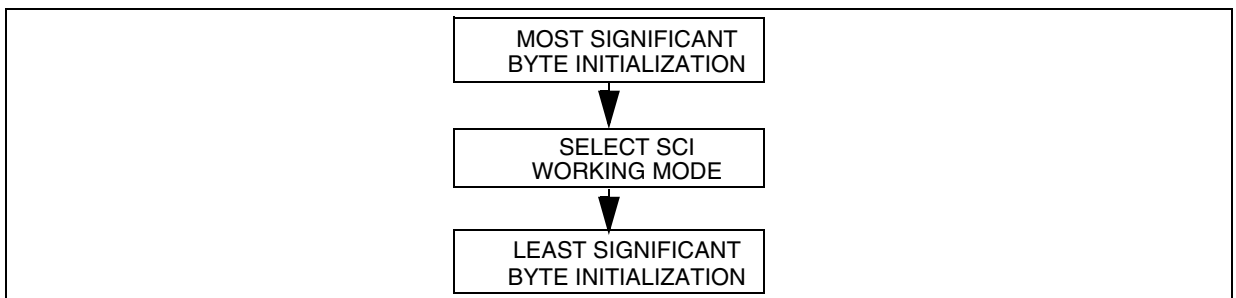 MOST SIGNIFICANT
BYTE INITIALIZATION
SELECT SCI
WORKING MODE
LEAST SIGNIFICANT
BYTE INITIALIZATION